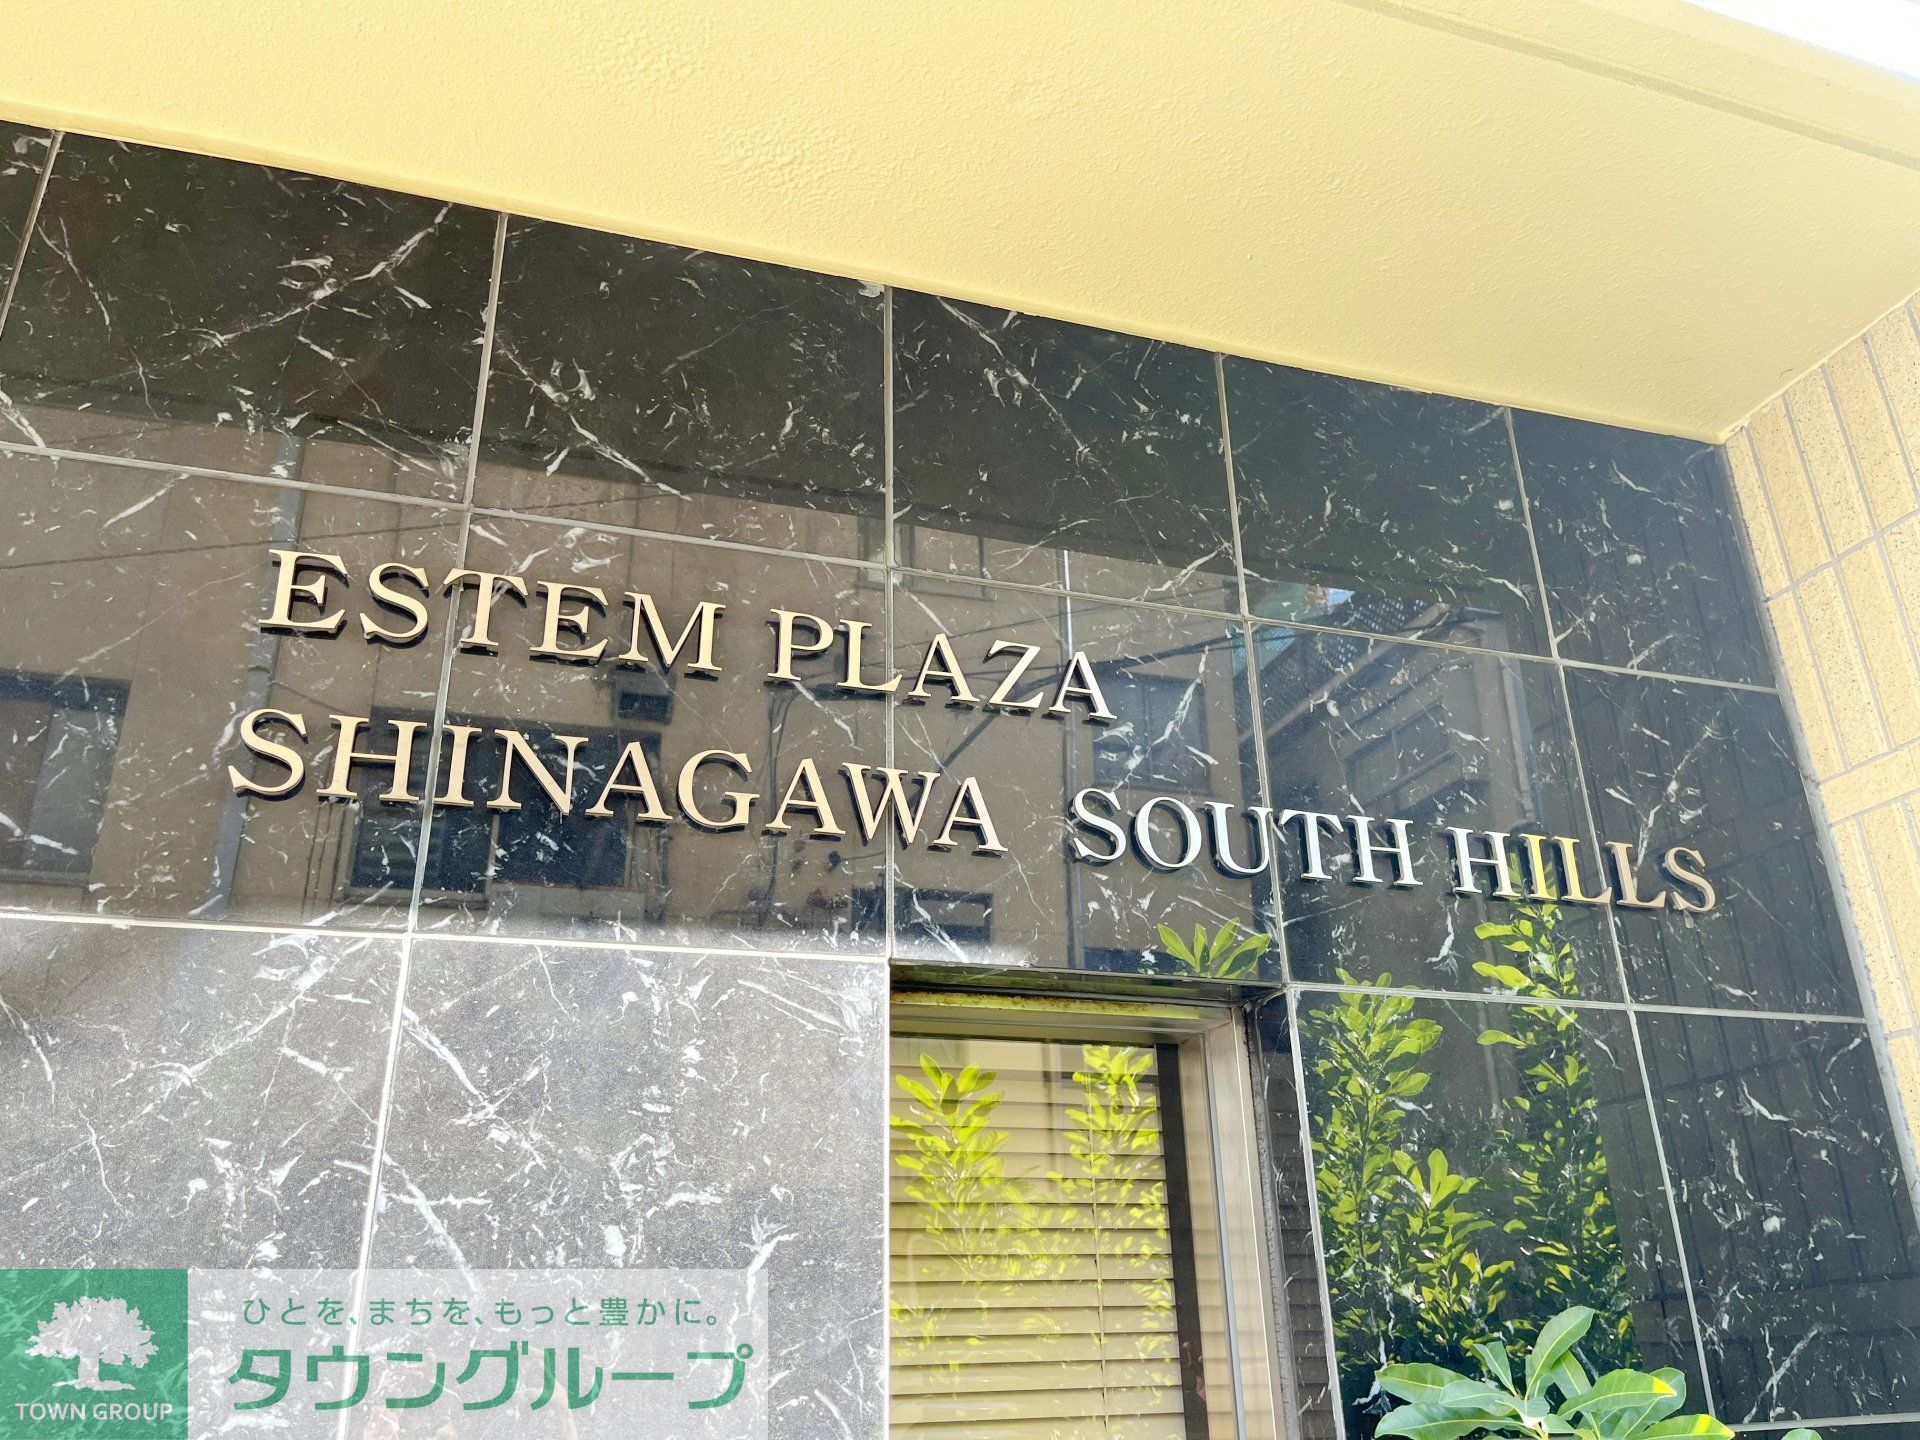 ESTEM PLAZA
SHINAGAWA SOUTH HILLS
ひとを、まちを、もっと豊かに。
タウングループ
TOWN GROUP